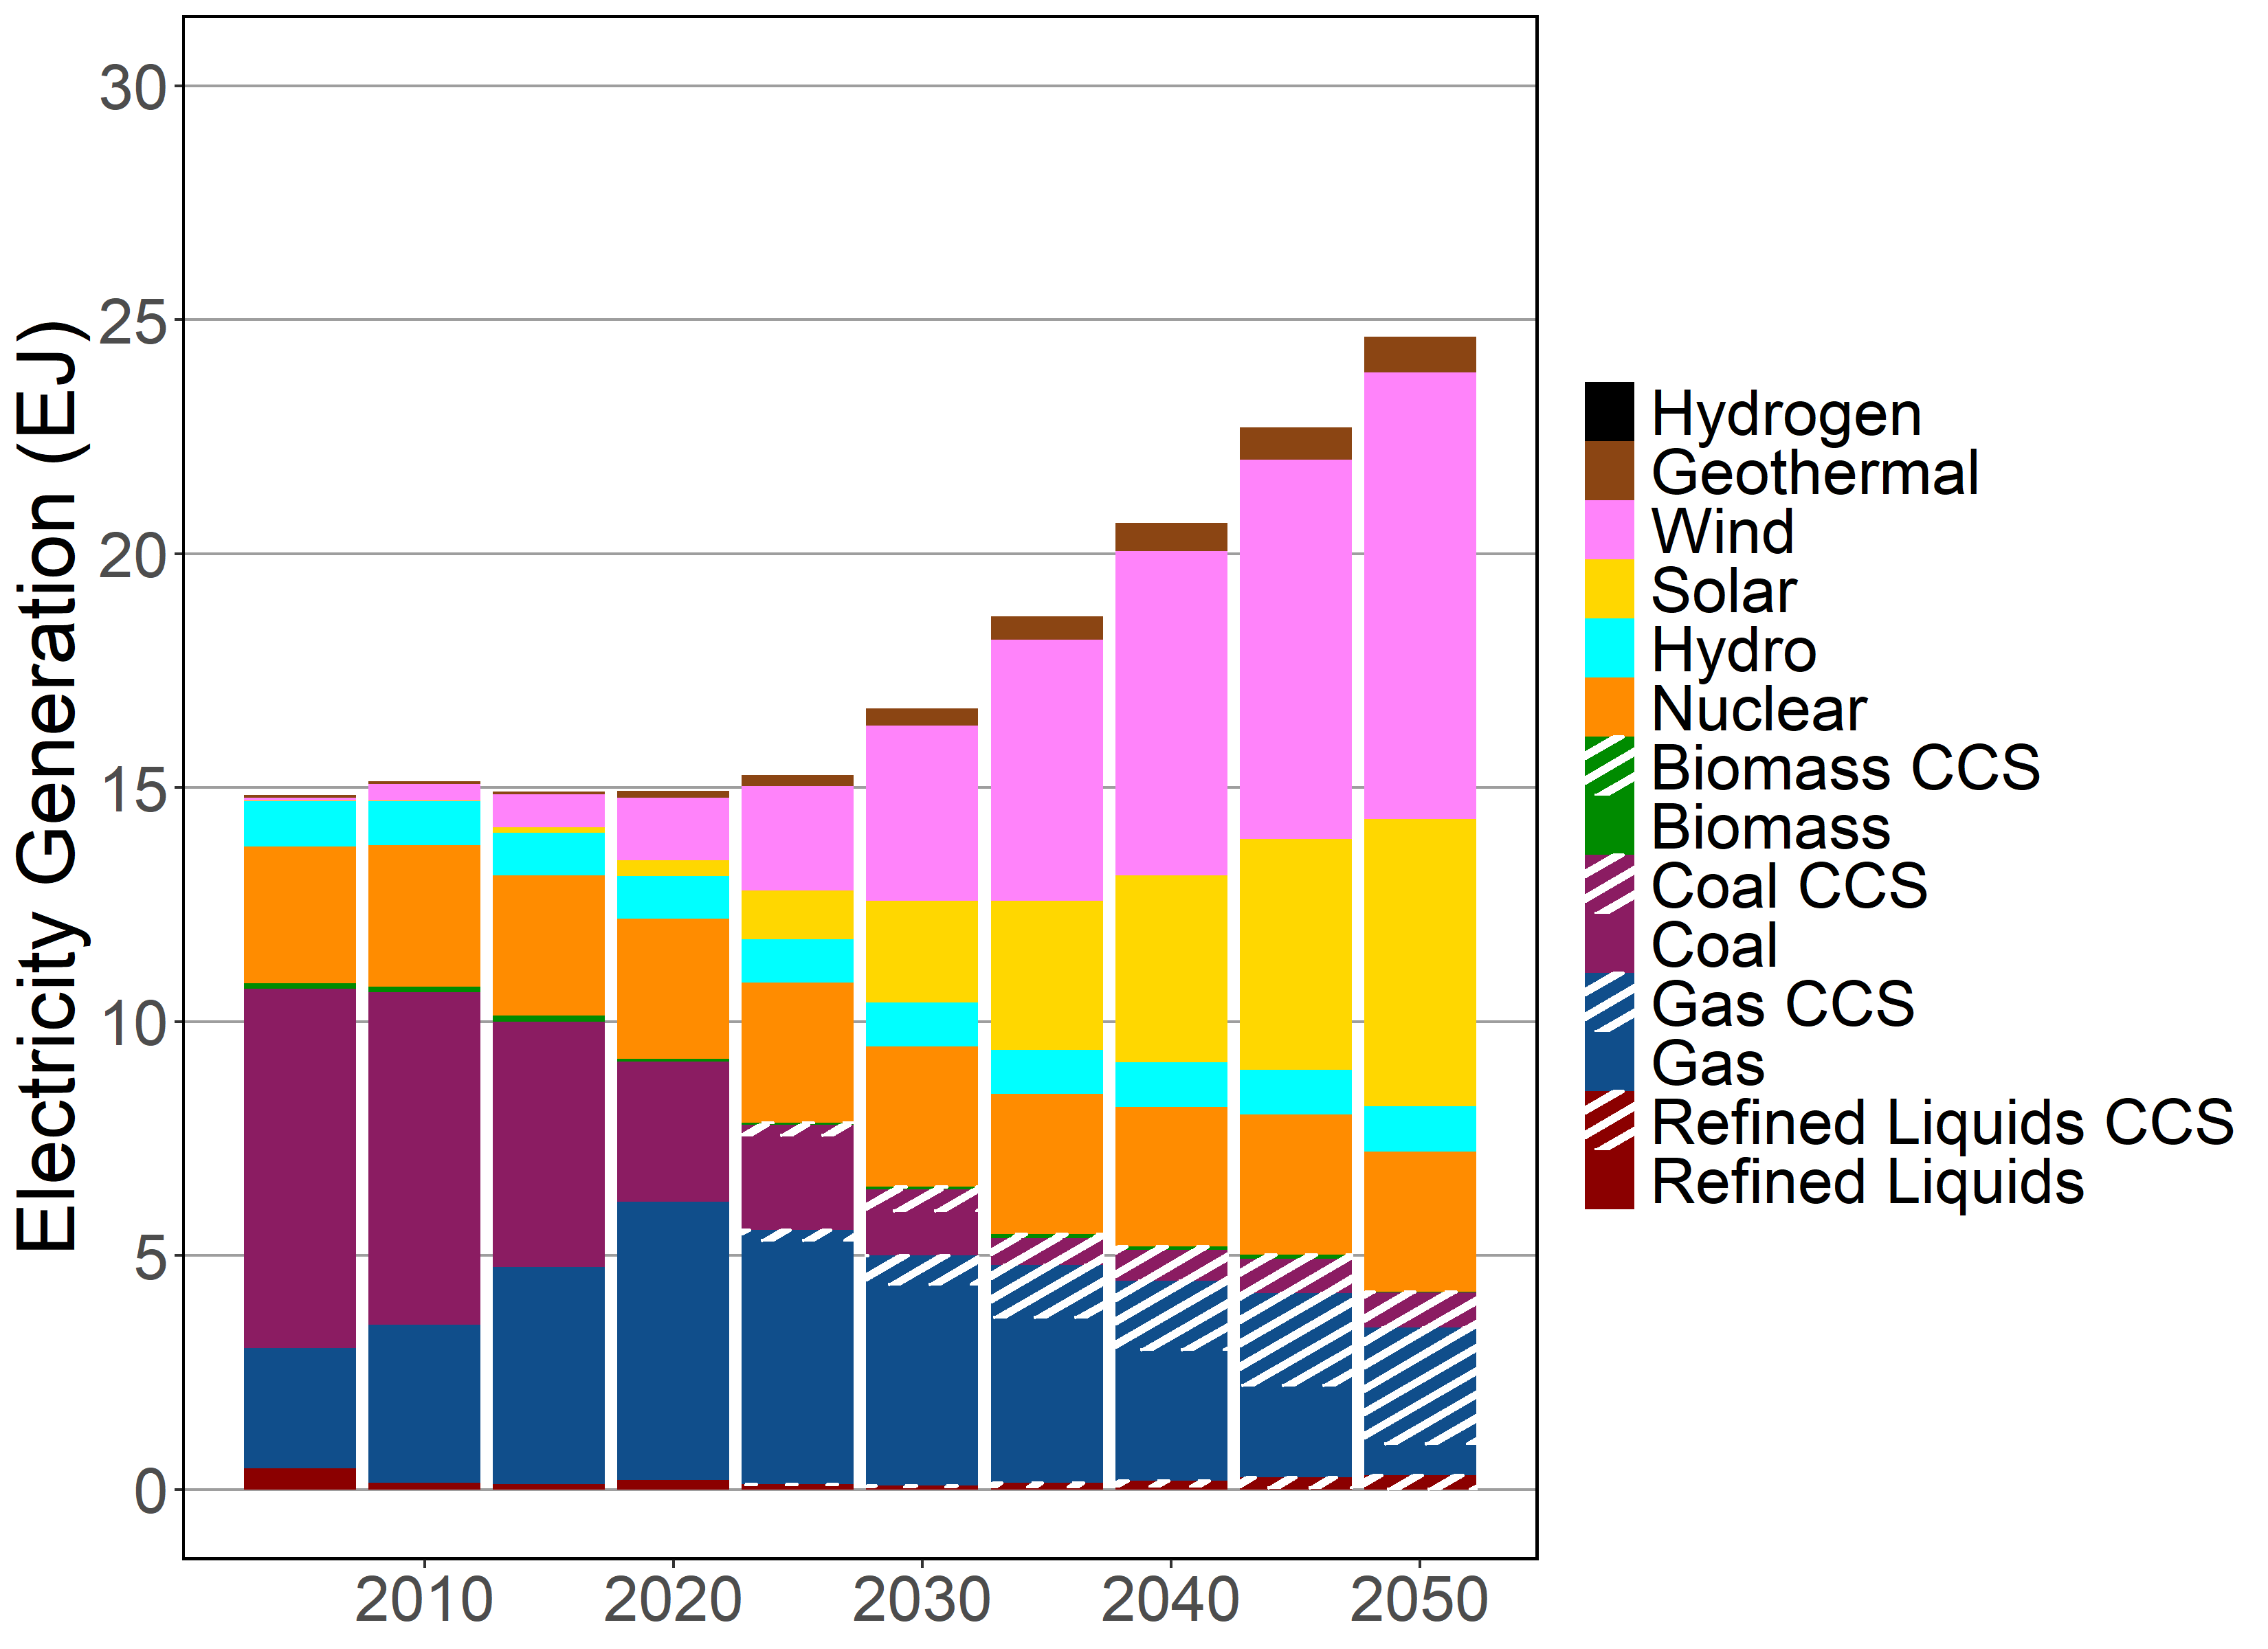 Electricity Generation (EJ)
30
25
20
15
10
5
0
2010 2020 2030 2040 2050
Hydrogen
Geothermal
Wind
Solar
Hydro
Nuclear
Biomass CCS
Biomass
Coal CCS
Coal
Gas CCS
Gas
Refined Liquids CCS
Refined Liquids